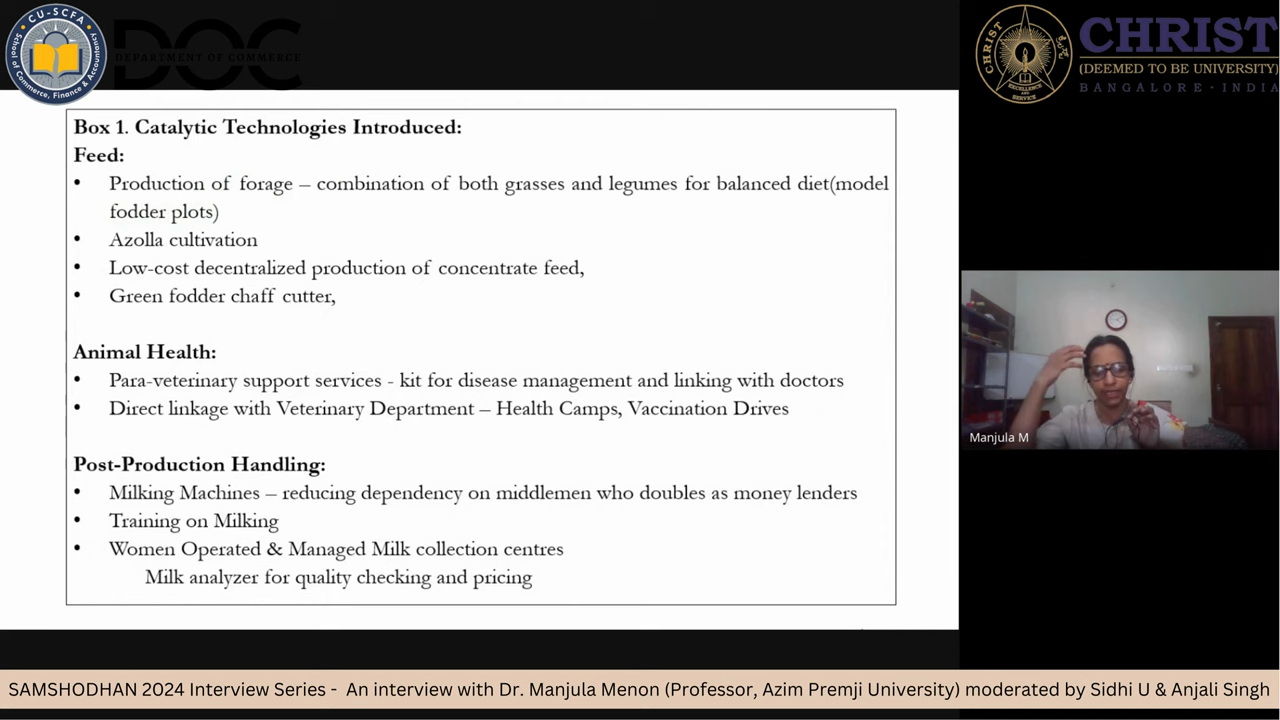 CU-SCFA
School of Commerce, Finance & Accountancy
DOC
DEPARTMENT OF COMMERCE
CHRIST
EXCELLENCE
AND
SERVICE
CHRIST
(DEEMED TO BE UNIVERSITY)
BANGALORE · INDIA
Box 1. Catalytic Technologies Introduced:
Feed:
• Production of forage – combination of both grasses and legumes for balanced diet(model
fodder plots)
• Azolla cultivation
• Low-cost decentralized production of concentrate feed,
• Green fodder chaff cutter,
Animal Health:
• Para-veterinary support services - kit for disease management and linking with doctors
• Direct linkage with Veterinary Department – Health Camps, Vaccination Drives
Post-Production Handling:
• Milking Machines – reducing dependency on middlemen who doubles as money lenders
• Training on Milking
• Women Operated & Managed Milk collection centres
Milk analyzer for quality checking and pricing
Manjula M
SAMSHODHAN 2024 Interview Series - An interview with Dr. Manjula Menon (Professor, Azim Premji University) moderated by Sidhi U & Anjali Singh